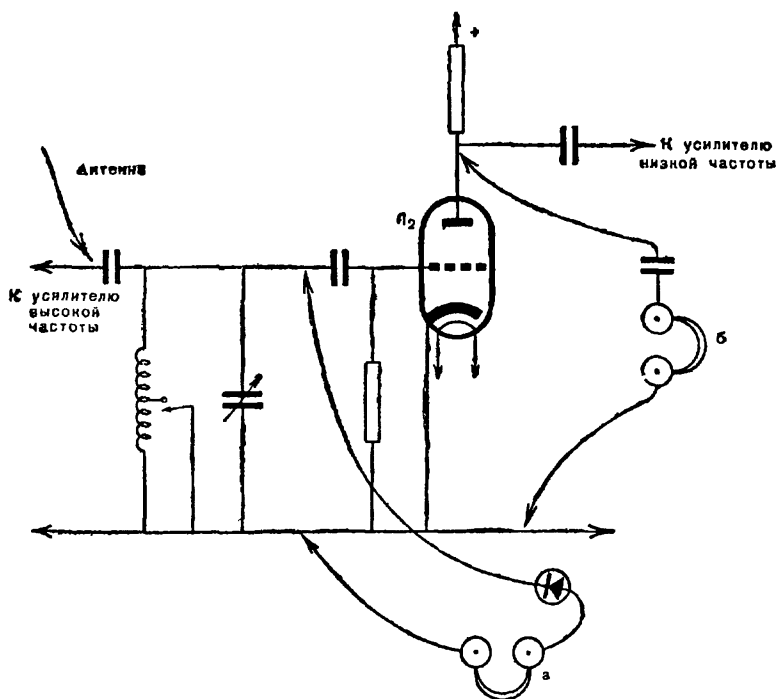 +
К усилителю
низкой частоты
Антенна
Л₂
К усилителю
высокой
частоты
б
а